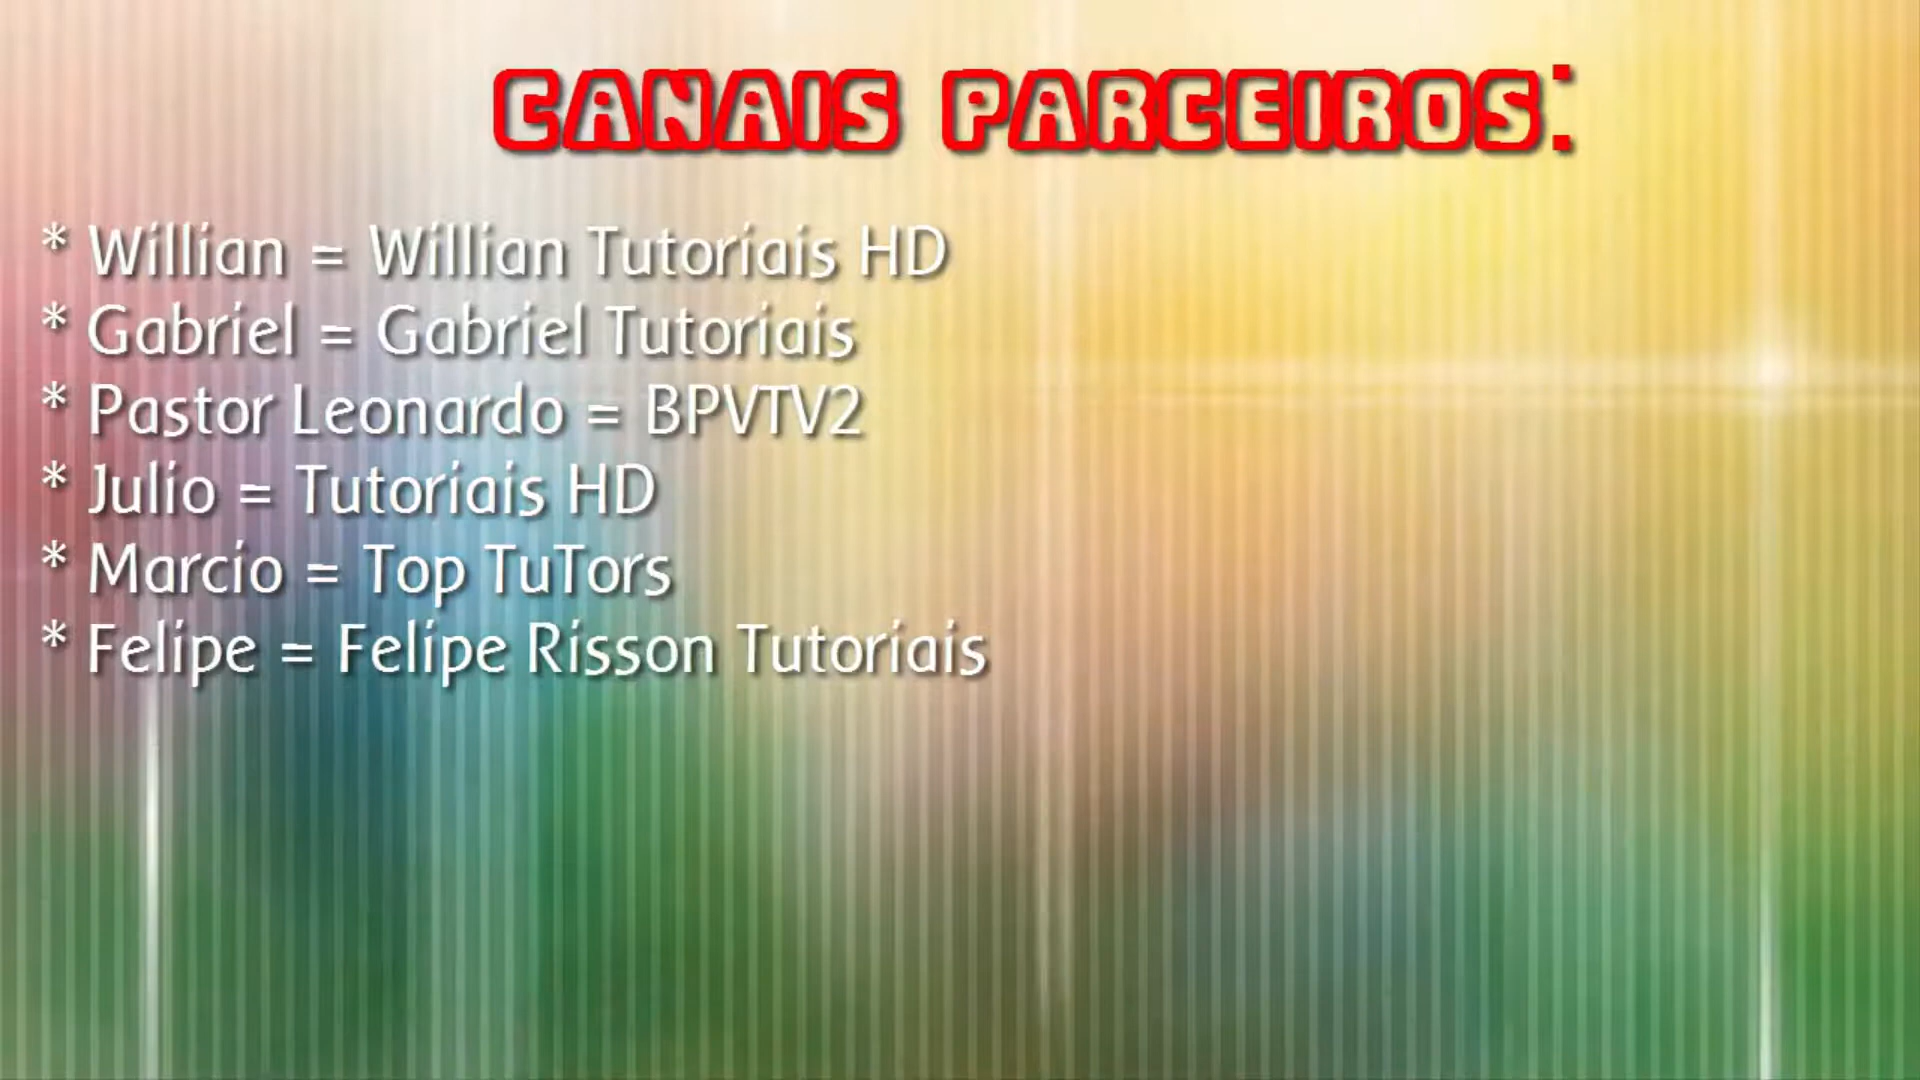 CANAIS PARCEIROS:
* Willian = Willian Tutoriais HD
* Gabriel = Gabriel Tutoriais
* Pastor Leonardo = BPVTV2
* Julio = Tutoriais HD
* Marcio = Top TuTors
* Felipe = Felipe Risson Tutoriais